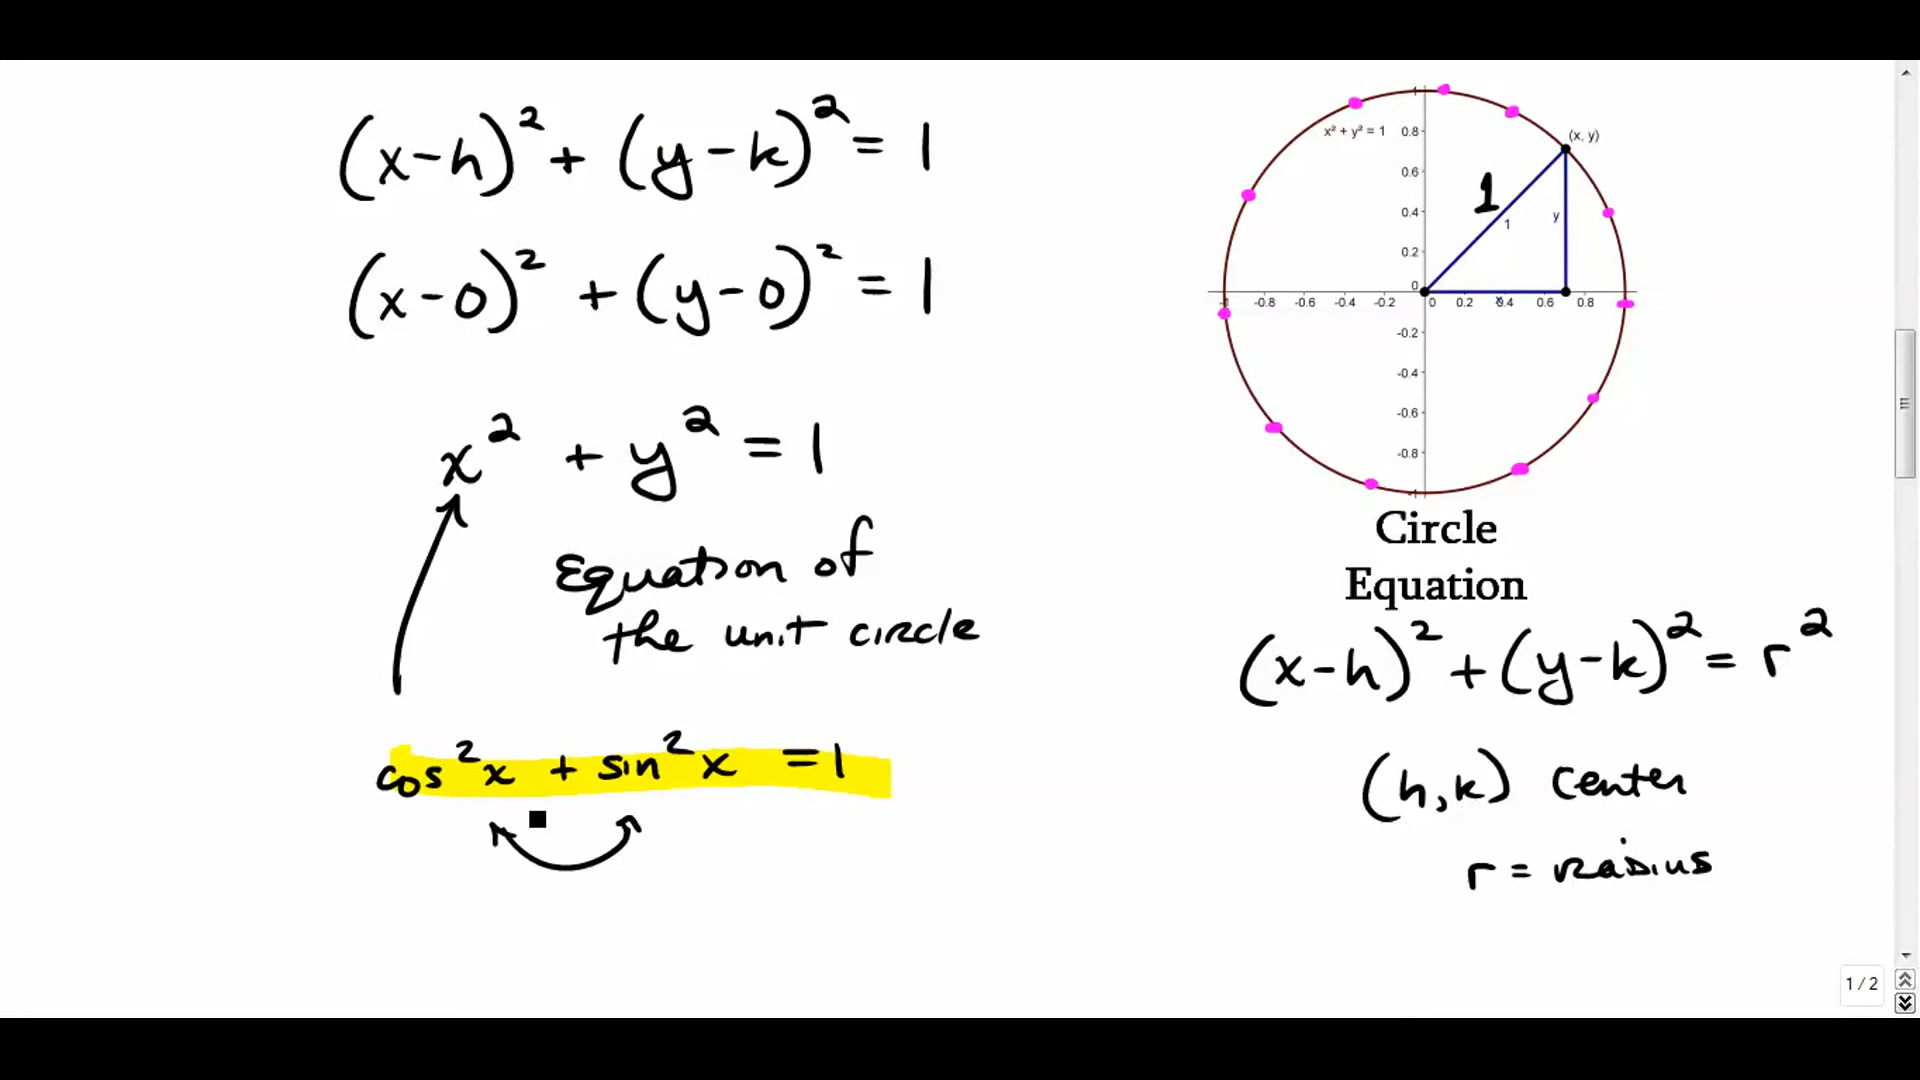 (x-h)² + (y-k)² = 1
(x-0)² + (y-0)² = 1
x² + y² = 1
Equation of
the unit circle
cos²x + sin²x = 1
x² + y² = 1
(x, y)
1
1
y
x
1
0.8
0.6
0.4
0.2
0
-1 -0.8 -0.6 -0.4 -0.2 0 0.2 0.4 0.6 0.8
-0.2
-0.4
-0.6
-0.8
-1
Circle
Equation
(x-h)² + (y-k)² = r²
(h,k) center
r = radius
1 / 2